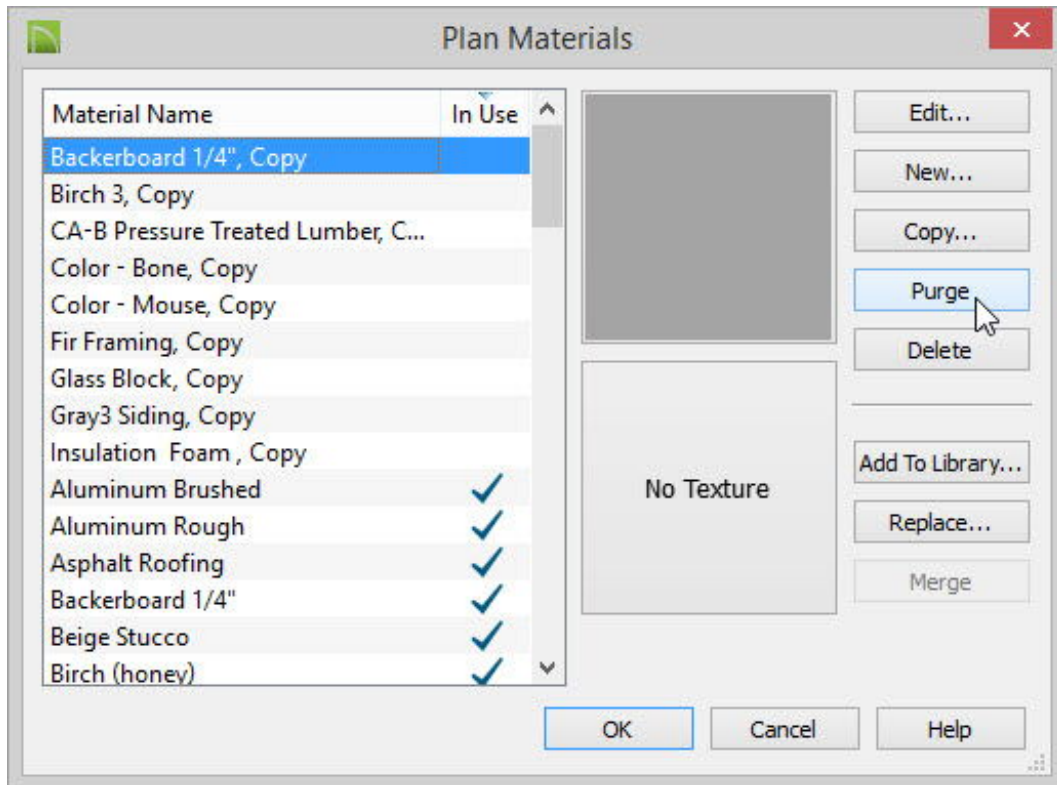 Plan Materials
Material Name In Use
Backerboard 1/4", Copy
Birch 3, Copy
CA-B Pressure Treated Lumber, C...
Color - Bone, Copy
Color - Mouse, Copy
Fir Framing, Copy
Glass Block, Copy
Gray3 Siding, Copy
Insulation  Foam , Copy
Aluminum Brushed
Aluminum Rough
Asphalt Roofing
Backerboard 1/4"
Beige Stucco
Birch (honey)
No Texture
Edit...
New...
Copy...
Purge
Delete
Add To Library...
Replace...
Merge
OK Cancel Help